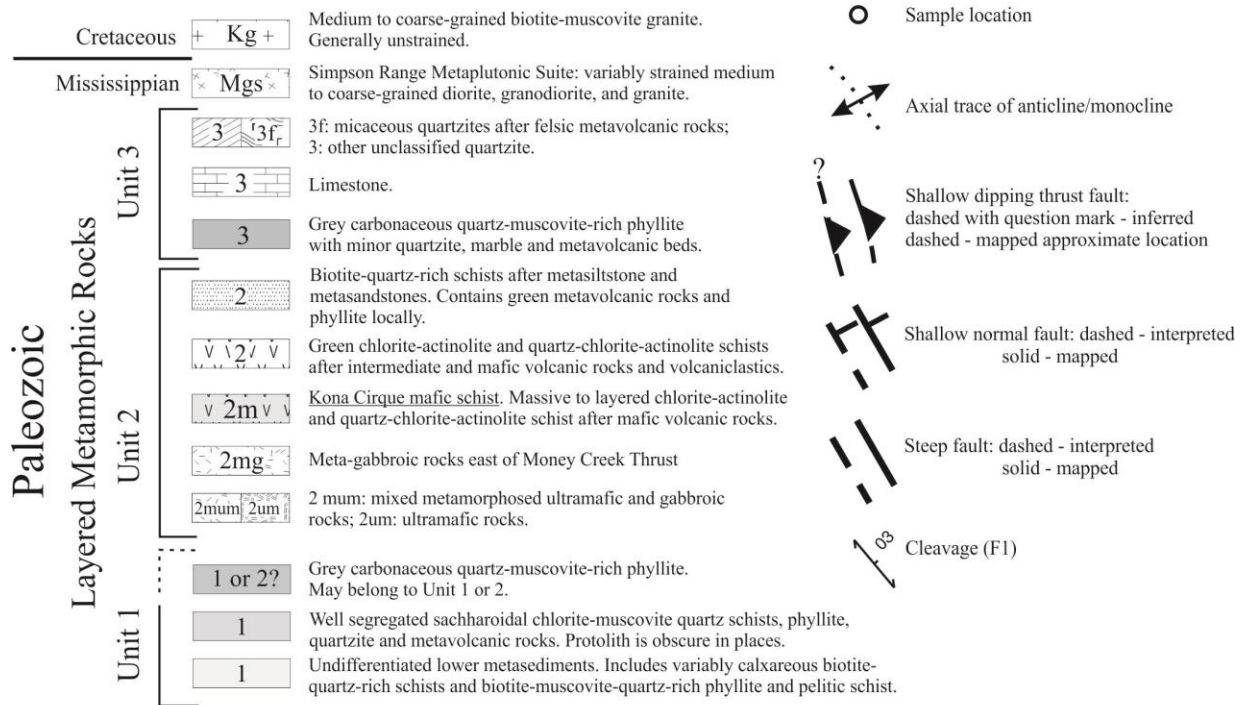 Cretaceous
+ Kg +
Medium to coarse-grained biotite-muscovite granite.
Generally unstrained.
Mississippian
Mgs
Simpson Range Metaplutonic Suite: variably strained medium
to coarse-grained diorite, granodiorite, and granite.
Paleozoic
Layered Metamorphic Rocks
Unit 3
3
3f
3f: micaceous quartzites after felsic metavolcanic rocks;
3: other unclassified quartzite.
3
Limestone.
3
Grey carbonaceous quartz-muscovite-rich phyllite
with minor quartzite, marble and metavolcanic beds.
Unit 2
2
Biotite-quartz-rich schists after metasiltstone and
metasandstones. Contains green metavolcanic rocks and
phyllite locally.
2
Green chlorite-actinolite and quartz-chlorite-actinolite schists
after intermediate and mafic volcanic rocks and volcaniclastics.
2m
Kona Cirque mafic schist. Massive to layered chlorite-actinolite
and quartz-chlorite-actinolite schist after mafic volcanic rocks.
2mg
Meta-gabbroic rocks east of Money Creek Thrust
2mum
2um
2 mum: mixed metamorphosed ultramafic and gabbroic
rocks; 2um: ultramafic rocks.
1 or 2?
Grey carbonaceous quartz-muscovite-rich phyllite.
May belong to Unit 1 or 2.
Unit 1
1
Well segregated sachharoidal chlorite-muscovite quartz schists, phyllite,
quartzite and metavolcanic rocks. Protolith is obscure in places.
1
Undifferentiated lower metasediments. Includes variably calxareous biotite-
quartz-rich schists and biotite-muscovite-quartz-rich phyllite and pelitic schist.
Sample location
Axial trace of anticline/monocline
?
Shallow dipping thrust fault:
dashed with question mark - inferred
dashed - mapped approximate location
Shallow normal fault: dashed - interpreted
solid - mapped
Steep fault: dashed - interpreted
solid - mapped
03
Cleavage (F1)